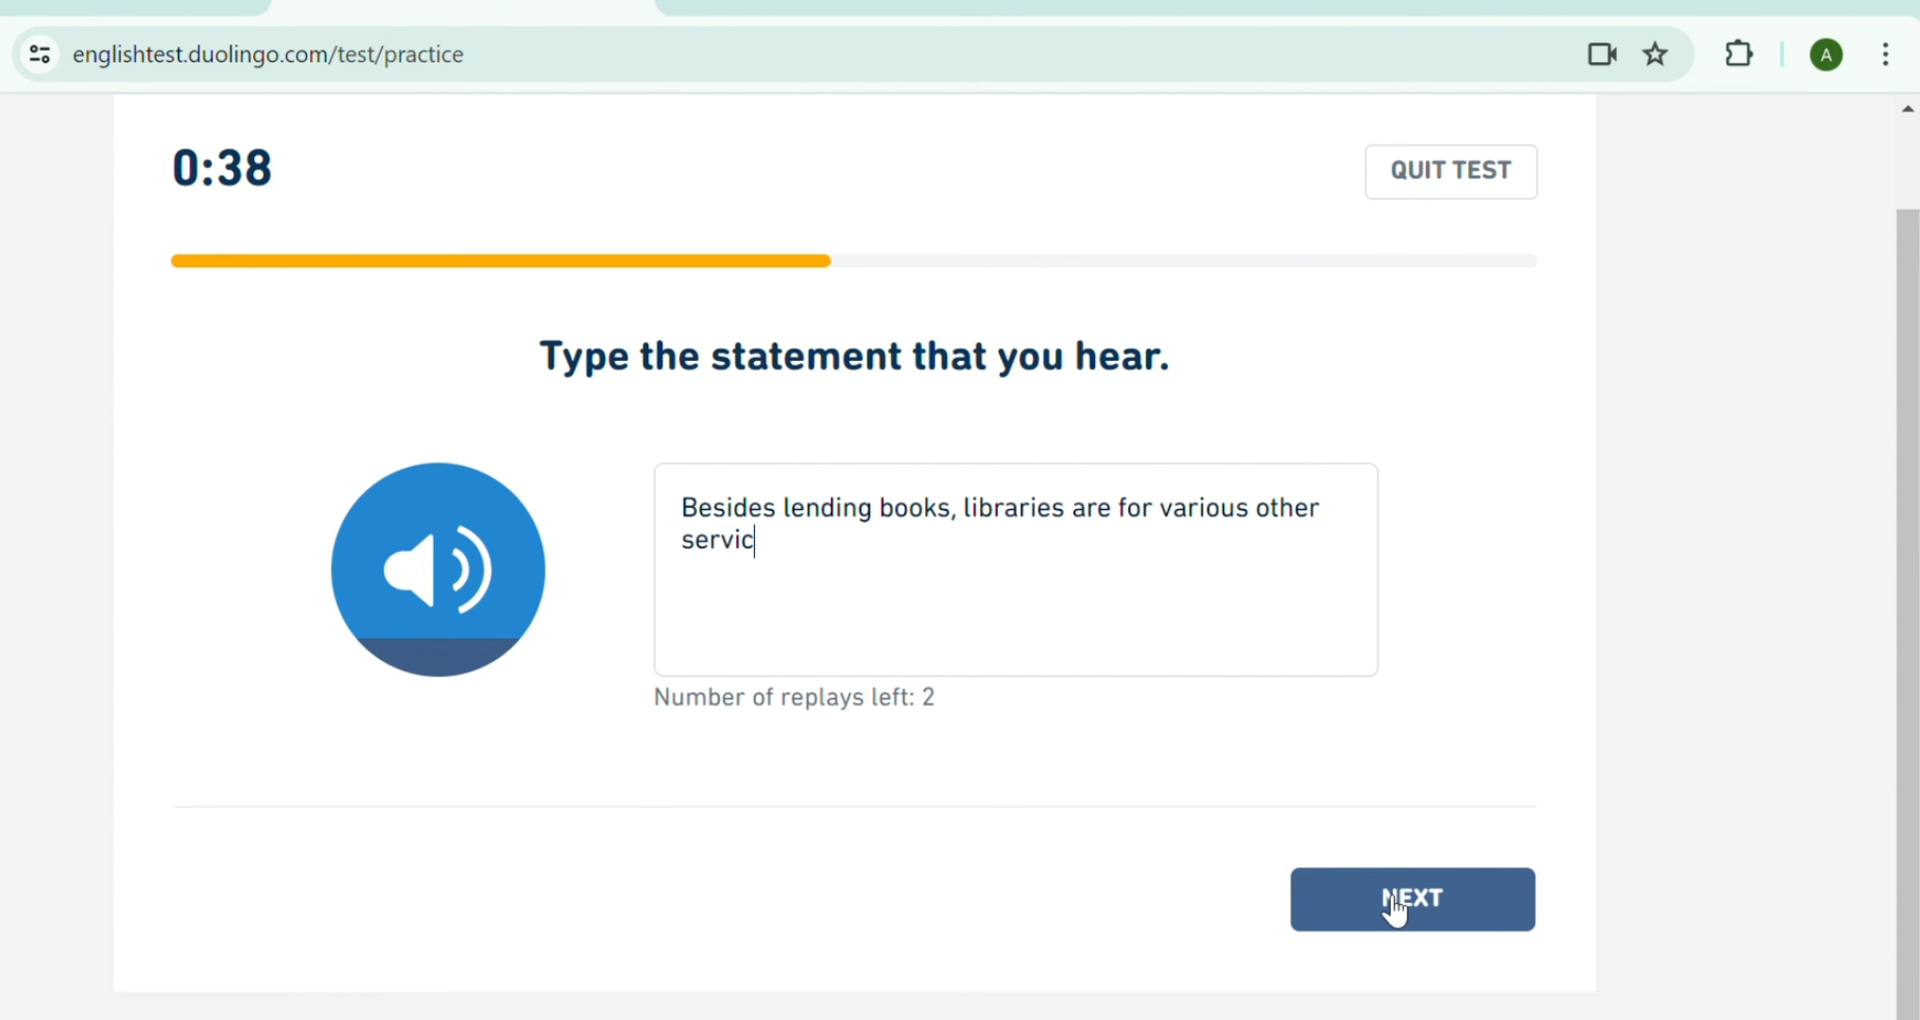 englishtest.duolingo.com/test/practice
A
0:38
QUIT TEST
Type the statement that you hear.
Besides lending books, libraries are for various other
servic
Number of replays left: 2
NEXT